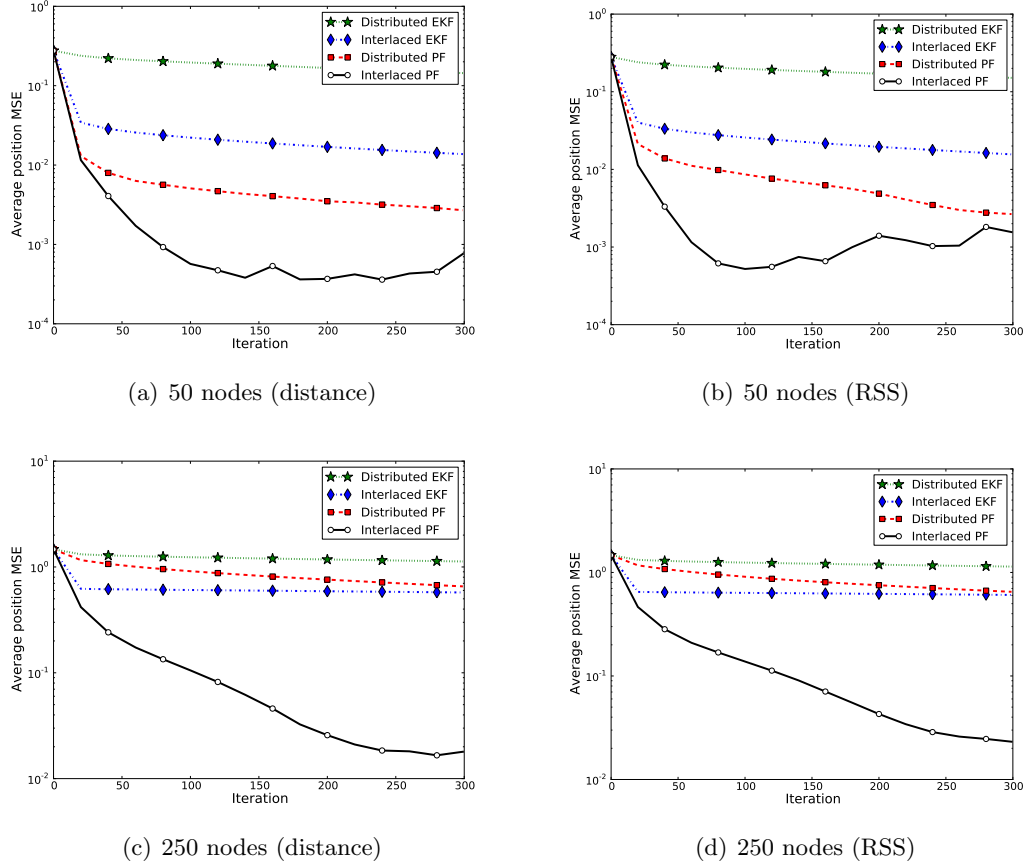 10^0
10^-1
10^-2
10^-3
10^-4
Average position MSE
0 50 100 150 200 250 300
Iteration
Distributed EKF
Interlaced EKF
Distributed PF
Interlaced PF
(a) 50 nodes (distance)
10^0
10^-1
10^-2
10^-3
10^-4
Average position MSE
0 50 100 150 200 250 300
Iteration
Distributed EKF
Interlaced EKF
Distributed PF
Interlaced PF
(b) 50 nodes (RSS)
10^1
10^0
10^-1
10^-2
Average position MSE
0 50 100 150 200 250 300
Iteration
Distributed EKF
Interlaced EKF
Distributed PF
Interlaced PF
(c) 250 nodes (distance)
10^1
10^0
10^-1
10^-2
Average position MSE
0 50 100 150 200 250 300
Iteration
Distributed EKF
Interlaced EKF
Distributed PF
Interlaced PF
(d) 250 nodes (RSS)